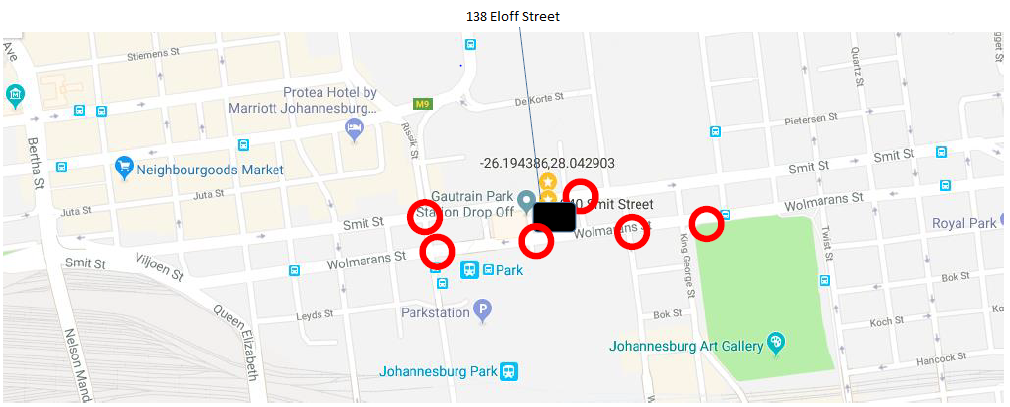 138 Eloff Street
Ave
Stiemens St
Protea Hotel by
Marriott Johannesburg...
M9
De Korte St
Quartz St
Pietersen St
Rissik St
Bertha St
Neighbourgoods Market
-26.194386,28.042903
Smit St
Smit St
Juta St
Juta St
Gautrain Park
Station Drop Off
40 Smit Street
Wolmarans St
Smit St
Wolmarans St
Royal Park
Smit St
Viljoen St
Wolmarans St
Park
King George St
Twist St
Leyds St
Parkstation
P
Queen Elizabeth
Nelson Mand
Bok St
Bok St
Koch St
Ko
Johannesburg Art Gallery
Hancock St
Johannesburg Park